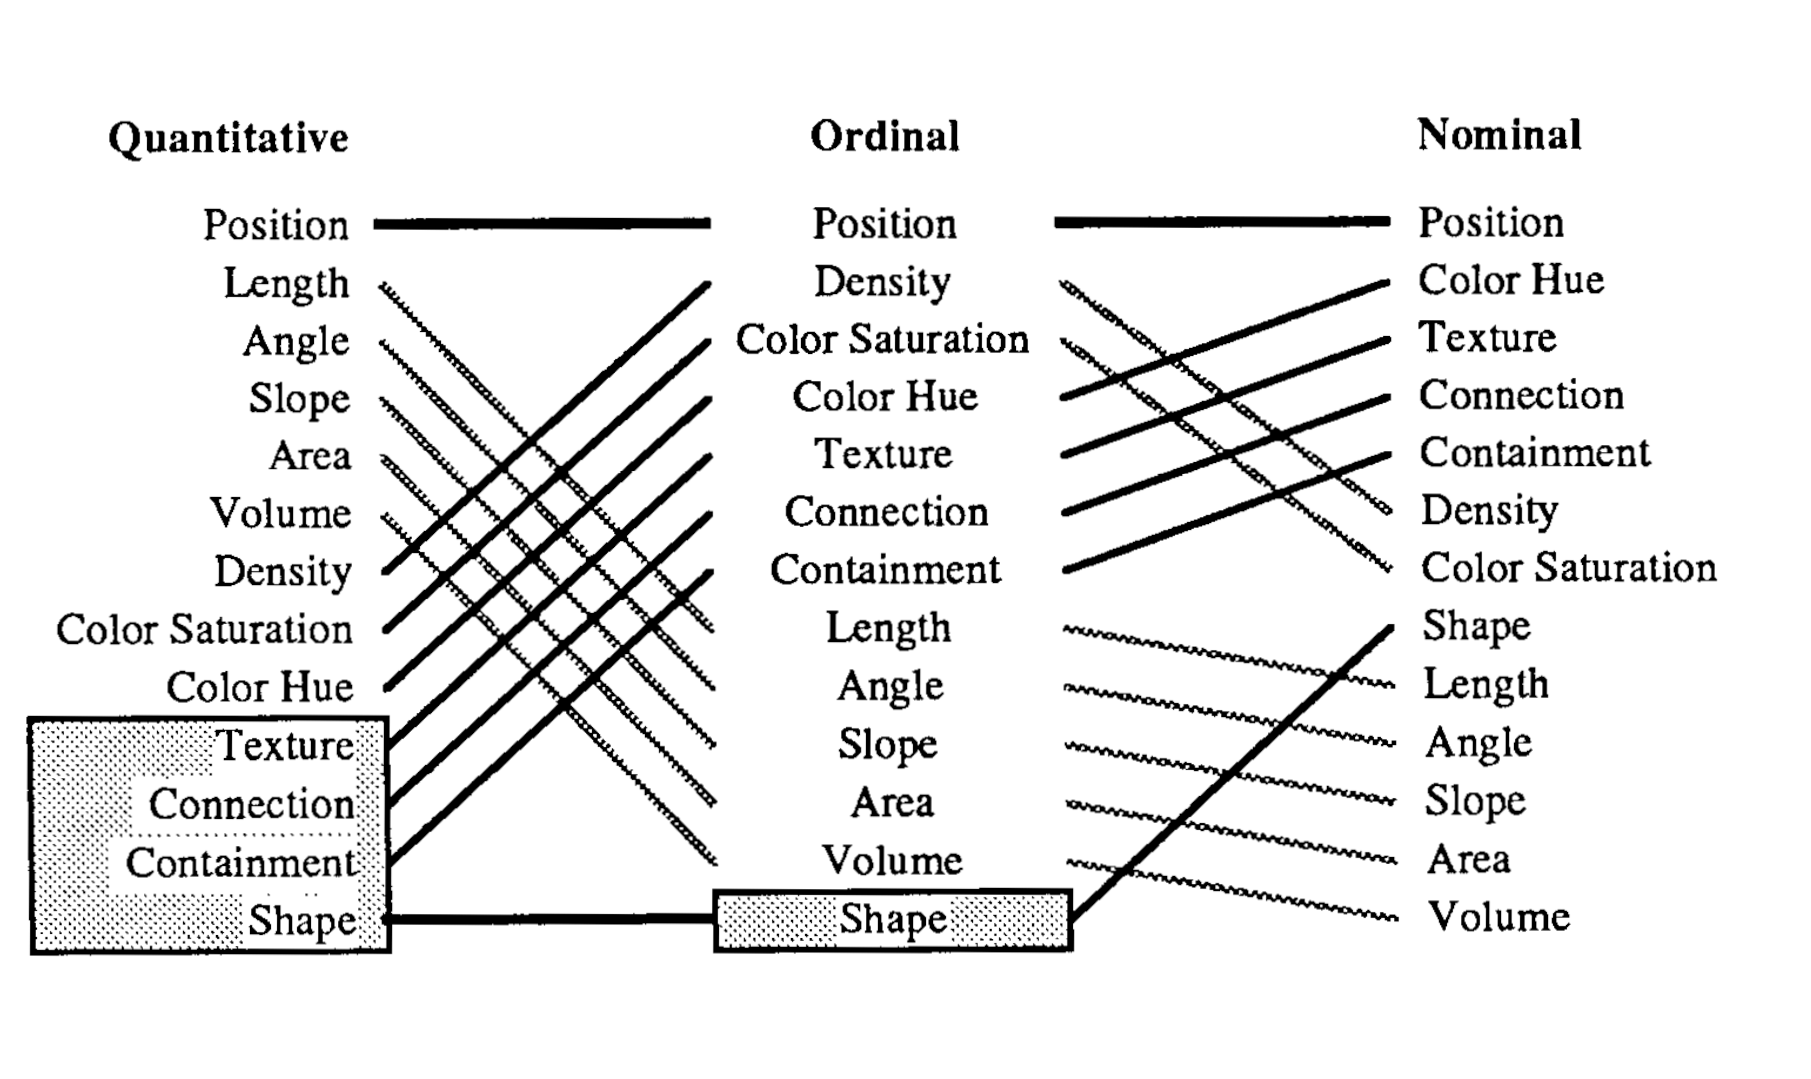 Quantitative Ordinal Nominal
Position Position Position
Length Density Color Hue
Angle Color Saturation Texture
Slope Color Hue Connection
Area Texture Containment
Volume Connection Density
Density Containment Color Saturation
Color Saturation Length Shape
Color Hue Angle Length
Texture Slope Angle
Connection Area Slope
Containment Volume Area
Shape Shape Volume